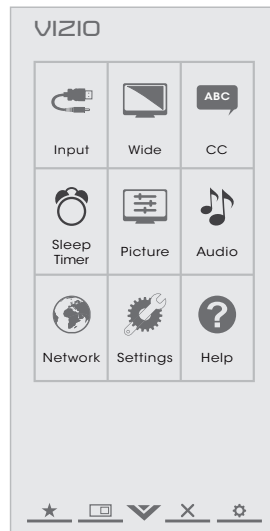 VIZIO
ABC
Input
Wide
CC
Sleep
Timer
Picture
Audio
Network
Settings
Help
?